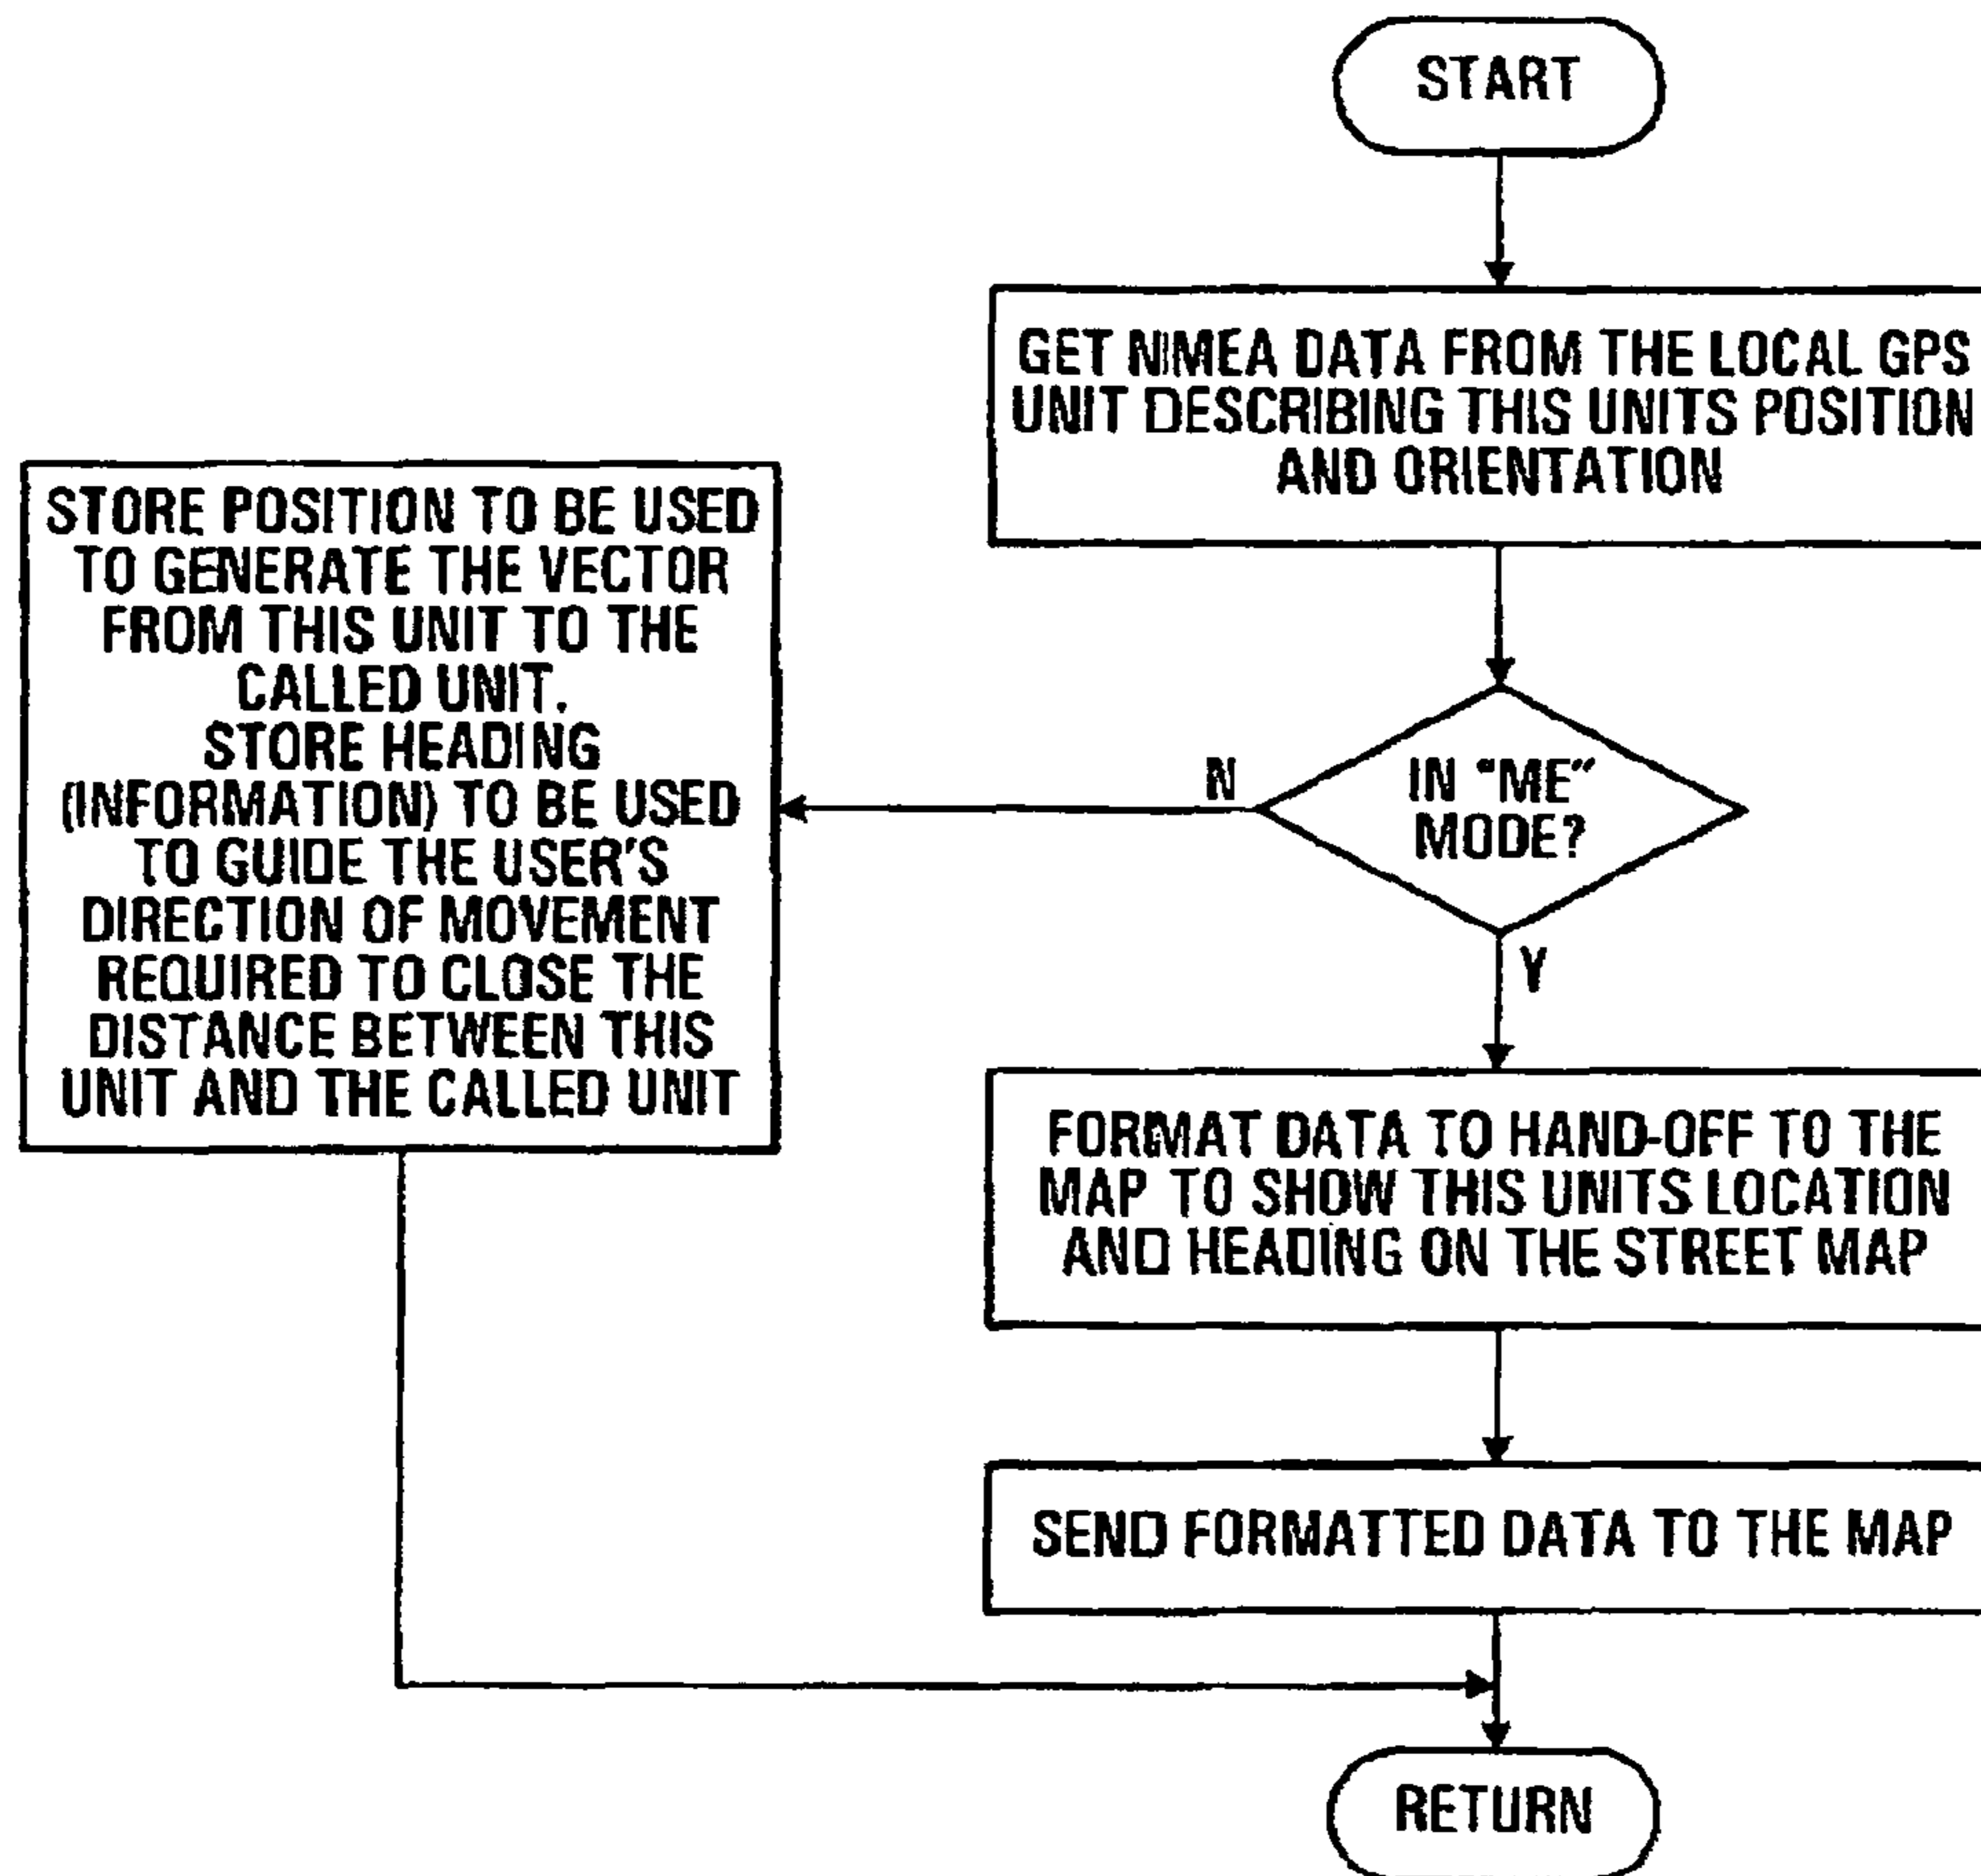 START
GET NMEA DATA FROM THE LOCAL GPS
UNIT DESCRIBING THIS UNITS POSITION
AND ORIENTATION
IN “ME”
MODE?
N
Y
STORE POSITION TO BE USED
TO GENERATE THE VECTOR
FROM THIS UNIT TO THE
CALLED UNIT.
STORE HEADING
(INFORMATION) TO BE USED
TO GUIDE THE USER'S
DIRECTION OF MOVEMENT
REQUIRED TO CLOSE THE
DISTANCE BETWEEN THIS
UNIT AND THE CALLED UNIT
FORMAT DATA TO HAND-OFF TO THE
MAP TO SHOW THIS UNITS LOCATION
AND HEADING ON THE STREET MAP
SEND FORMATTED DATA TO THE MAP
RETURN